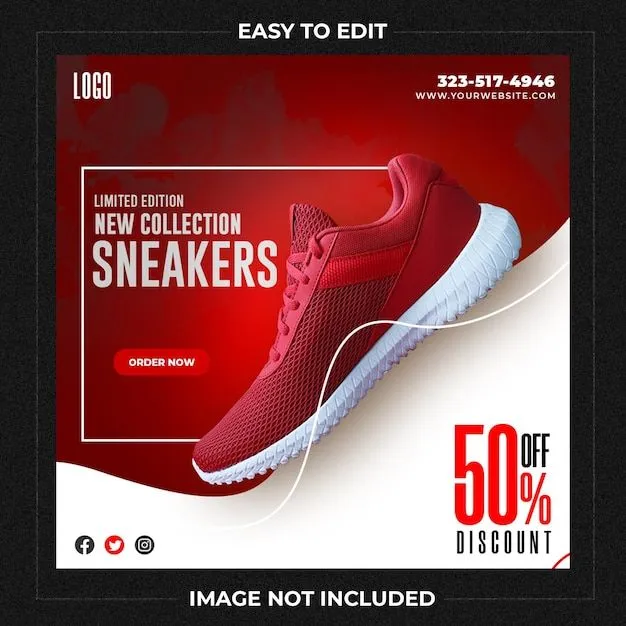 EASY TO EDIT
LOGO
323-517-4946
WWW.YOURWEBSITE.COM
LIMITED EDITION
NEW COLLECTION
SNEAKERS
ORDER NOW
50% OFF
DISCOUNT
IMAGE NOT INCLUDED